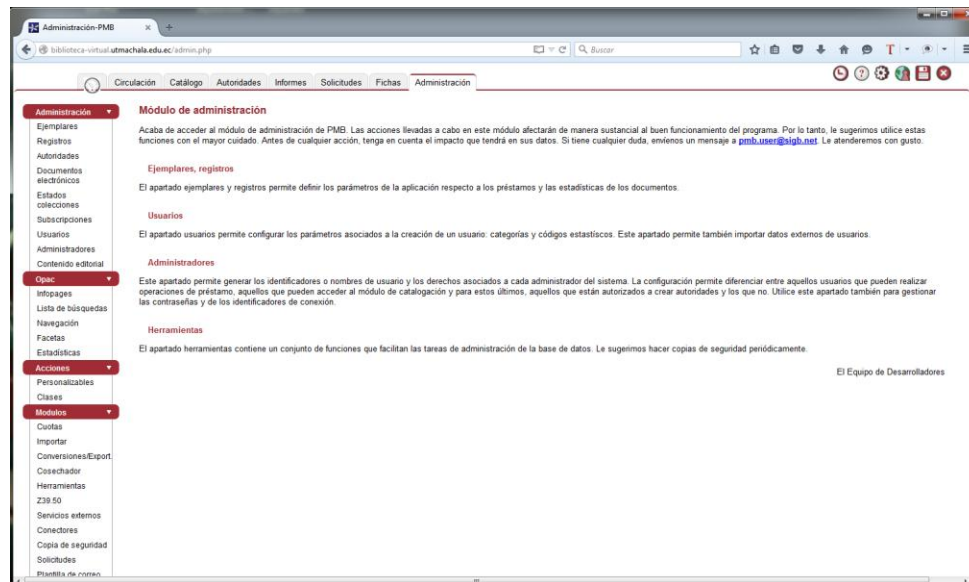 Administración-PMB
biblioteca-virtual.utmachala.edu.ec/admin.php
Buscar
Circulación Catálogo Autoridades Informes Solicitudes Fichas Administración
Administración
Ejemplares
Registros
Autoridades
Documentos
electrónicos
Estados
colecciones
Subscripciones
Usuarios
Administradores
Contenido editorial
Opac
Infopages
Lista de búsquedas
Navegación
Facetas
Estadísticas
Acciones
Personalizables
Clases
Modulos
Cuotas
Importar
Conversiones/Export.
Cosechador
Herramientas
Z39.50
Servicios externos
Conectores
Copia de seguridad
Solicitudes
Plantilla de correo
Módulo de administración
Acaba de acceder al módulo de administración de PMB. Las acciones llevadas a cabo en este módulo afectarán de manera sustancial al buen funcionamiento del programa. Por lo tanto, le sugerimos utilice estas
funciones con el mayor cuidado. Antes de cualquier acción, tenga en cuenta el impacto que tendrá en sus datos. Si tiene cualquier duda, envíenos un mensaje a pmb.user@sigb.net. Le atenderemos con gusto.
Ejemplares, registros
El apartado ejemplares y registros permite definir los parámetros de la aplicación respecto a los préstamos y las estadísticas de los documentos.
Usuarios
El apartado usuarios permite configurar los parámetros asociados a la creación de un usuario: categorías y códigos estastíscos. Este apartado permite también importar datos externos de usuarios.
Administradores
Este apartado permite generar los identificadores o nombres de usuario y los derechos asociados a cada administrador del sistema. La configuración permite diferenciar entre aquellos usuarios que pueden realizar
operaciones de préstamo, aquellos que pueden acceder al módulo de catalogación y para estos últimos, aquellos que están autorizados a crear autoridades y los que no. Utilice este apartado también para gestionar
las contraseñas y de los identificadores de conexión.
Herramientas
El apartado herramientas contiene un conjunto de funciones que facilitan las tareas de administración de la base de datos. Le sugerimos hacer copias de seguridad periódicamente.
El Equipo de Desarrolladores